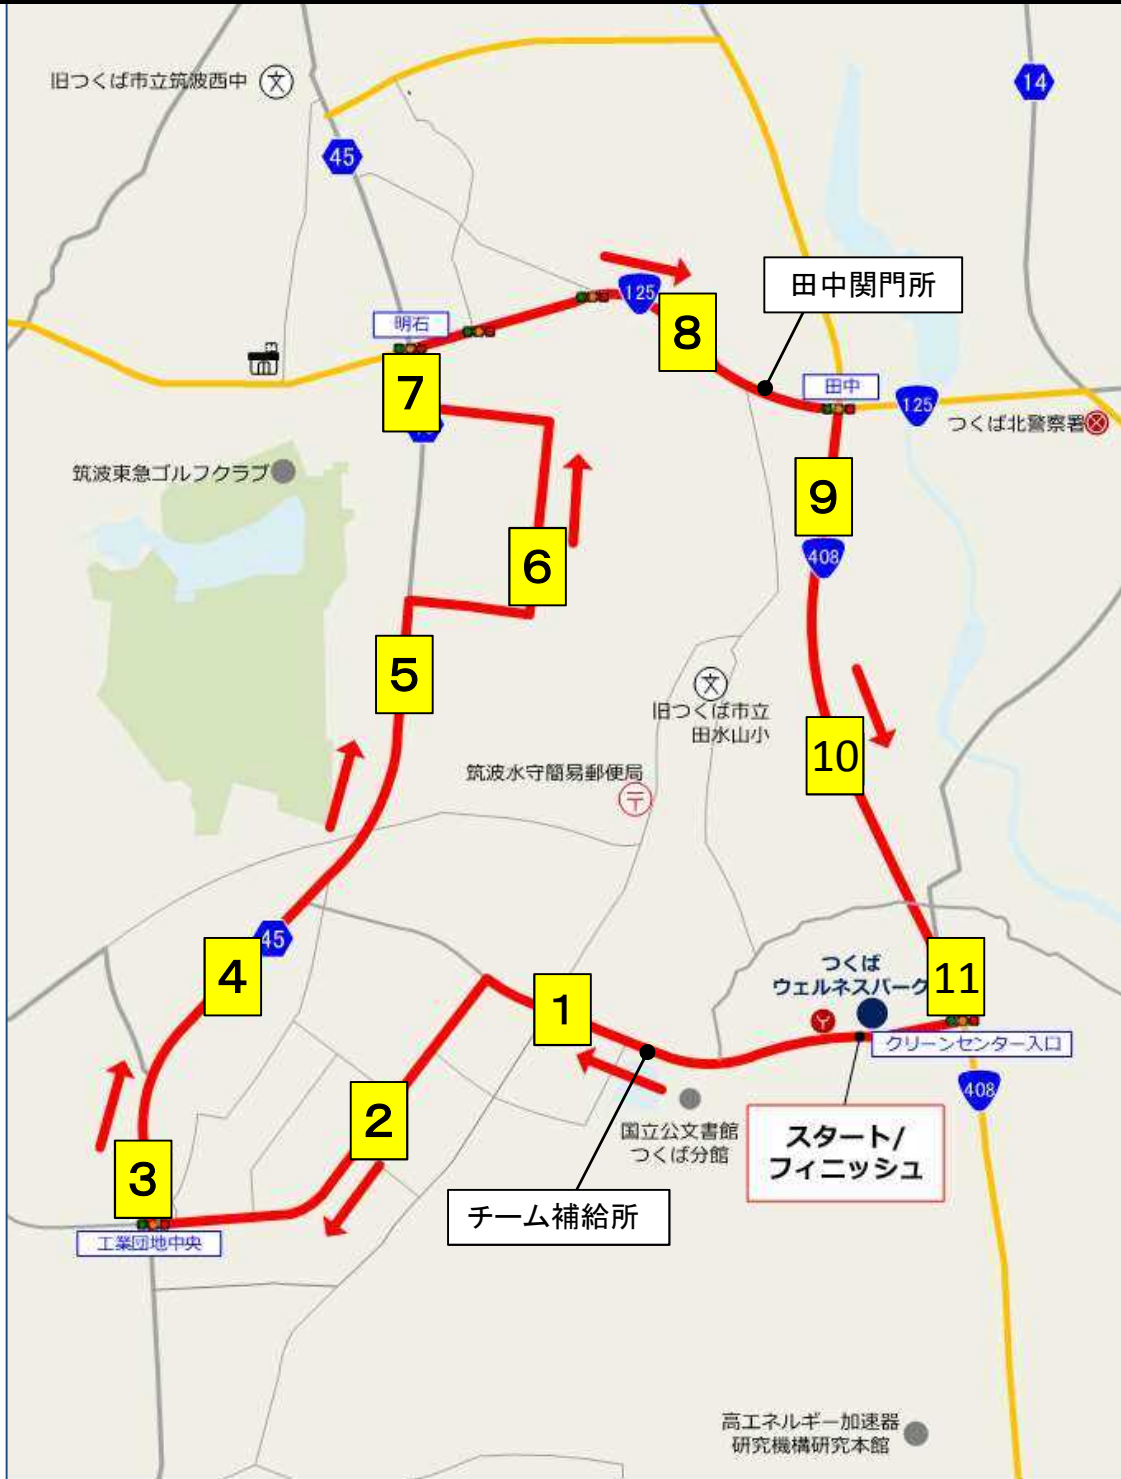 旧つくば市立筑波西中
文
14
45
田中関門所
125
8
明石
7
田中
125
つくば北警察署
筑波東急ゴルフクラブ
9
408
6
5
文
旧つくば市立
田水山小
10
筑波水守簡易郵便局
〒
45
4
つくば
ウェルネスパーク
11
1
クリーンセンター入口
408
2
国立公文書館
つくば分館
スタート/
フィニッシュ
3
チーム補給所
工業団地中央
高エネルギー加速器
研究機構研究本館